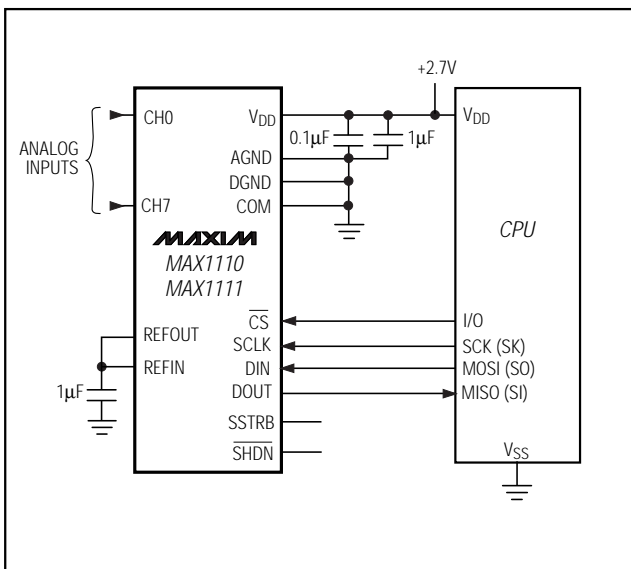 +2.7V
CH0
VDD
VDD
0.1µF
1µF
ANALOG
INPUTS
AGND
DGND
CH7
COM
MAXIM
CPU
MAX1110
MAX1111
CS
I/O
REFOUT
SCLK
SCK (SK)
REFIN
DIN
MOSI (SO)
1µF
DOUT
MISO (SI)
SSTRB
SHDN
VSS